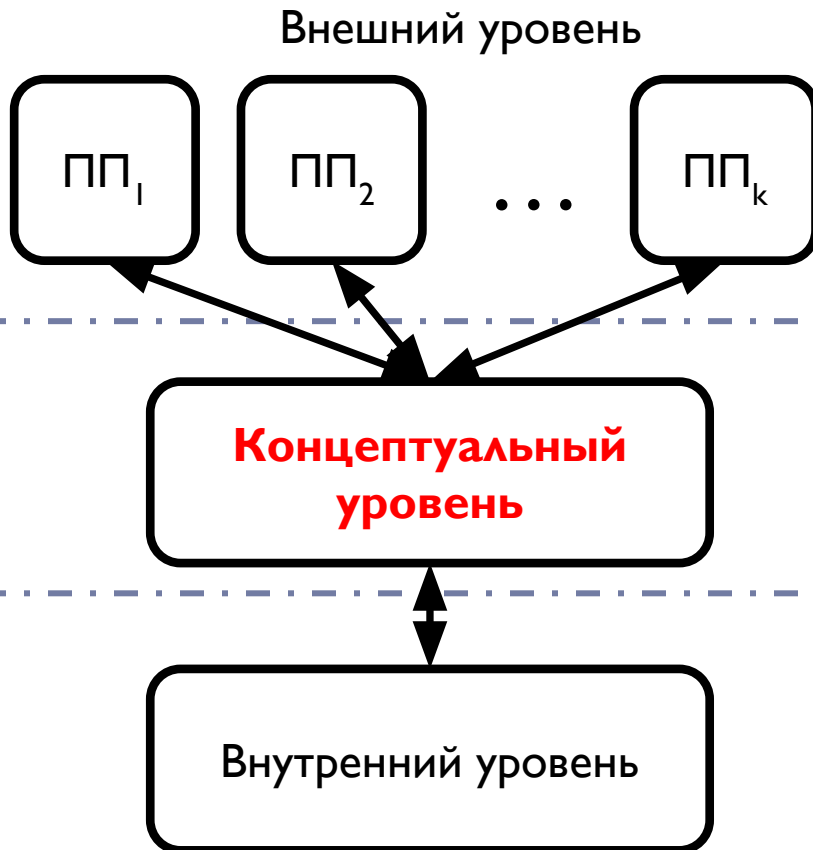 Внешний уровень
ПП1 ПП2 ... ППk
Концептуальный
уровень
Внутренний уровень